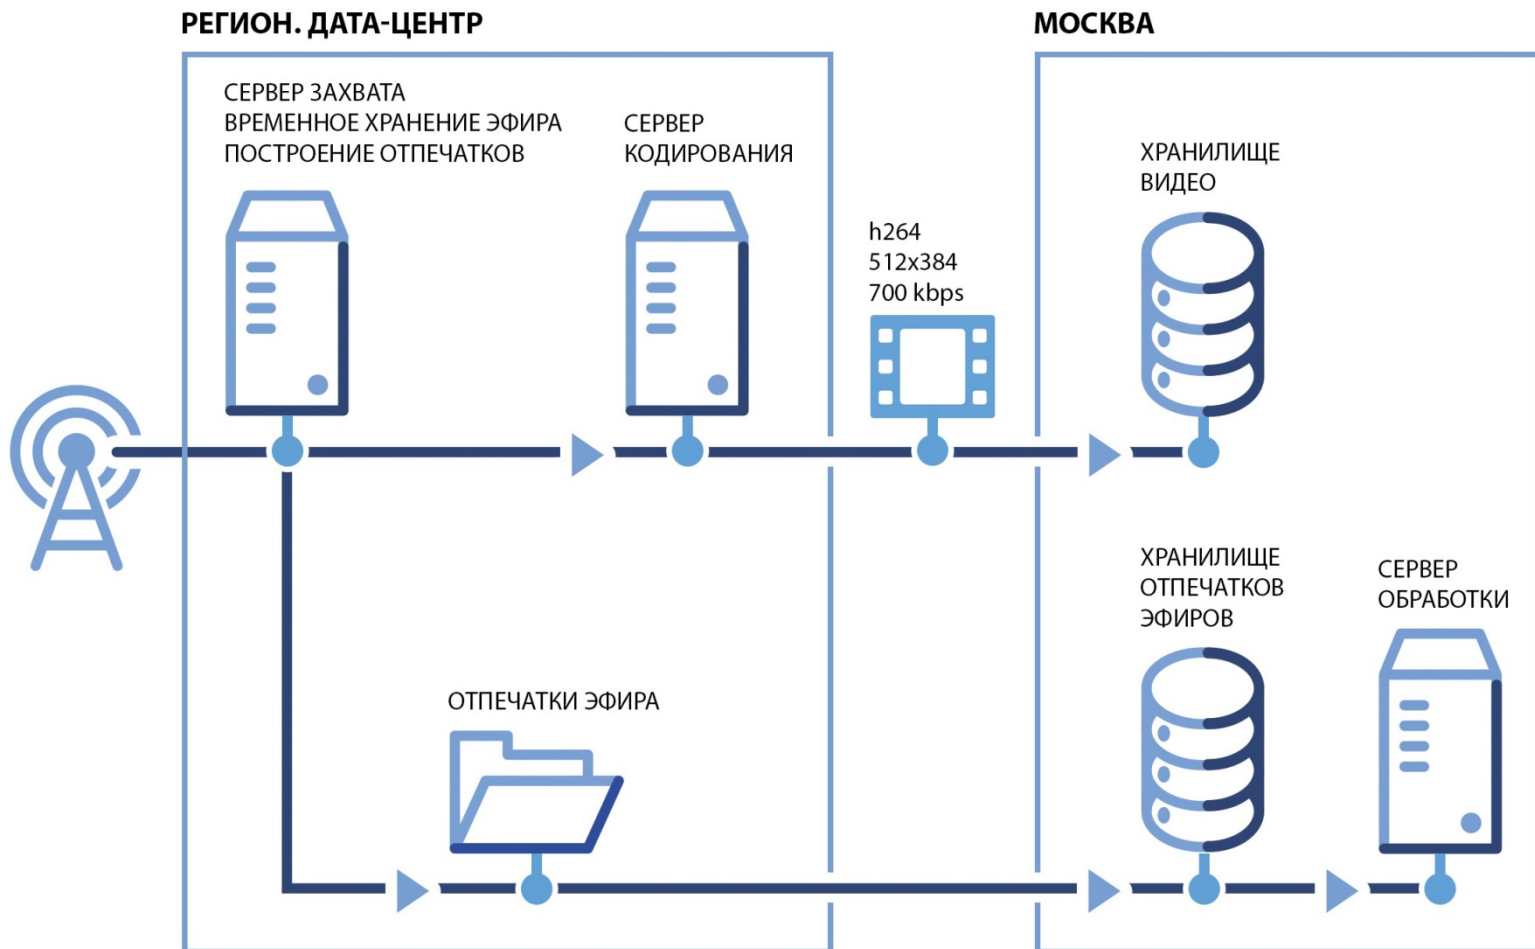 РЕГИОН. ДАТА-ЦЕНТР
МОСКВА
СЕРВЕР ЗАХВАТА
ВРЕМЕННОЕ ХРАНЕНИЕ ЭФИРА
ПОСТРОЕНИЕ ОТПЕЧАТКОВ
СЕРВЕР
КОДИРОВАНИЯ
h264
512x384
700 kbps
ХРАНИЛИЩЕ
ВИДЕО
ОТПЕЧАТКИ ЭФИРА
ХРАНИЛИЩЕ
ОТПЕЧАТКОВ
ЭФИРОВ
СЕРВЕР
ОБРАБОТКИ